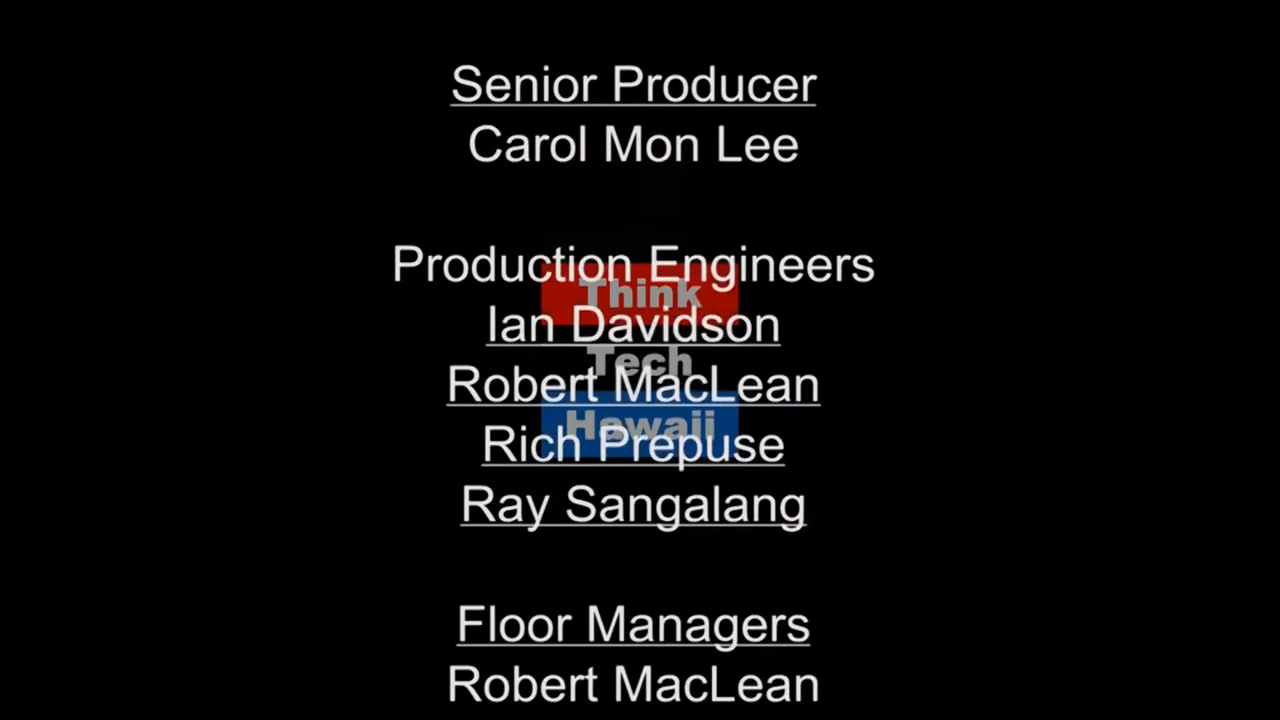 Senior Producer
Carol Mon Lee
Production Engineers
Think
Ian Davidson
Tech
Robert MacLean
Hawaii
Rich Prepuse
Ray Sangalang
Floor Managers
Robert MacLean